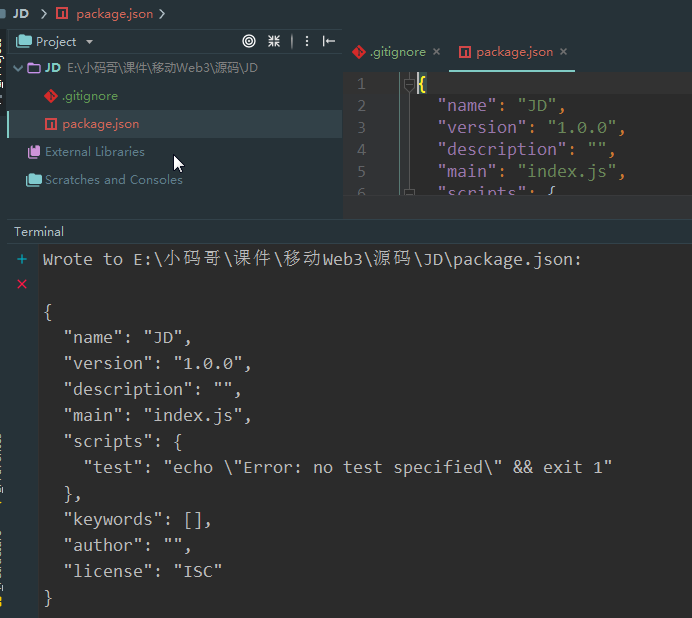 JD > package.json >
Project
JD E:\小码哥\课件\移动Web3\源码\JD
.gitignore
package.json
External Libraries
Scratches and Consoles
.gitignore ×
package.json ×
1 {
2 "name": "JD",
3 "version": "1.0.0",
4 "description": "",
5 "main": "index.js",
6 "scripts": {
Terminal
Wrote to E:\小码哥\课件\移动Web3\源码\JD\package.json:
{
"name": "JD",
"version": "1.0.0",
"description": "",
"main": "index.js",
"scripts": {
"test": "echo \"Error: no test specified\" && exit 1"
},
"keywords": [],
"author": "",
"license": "ISC"
}